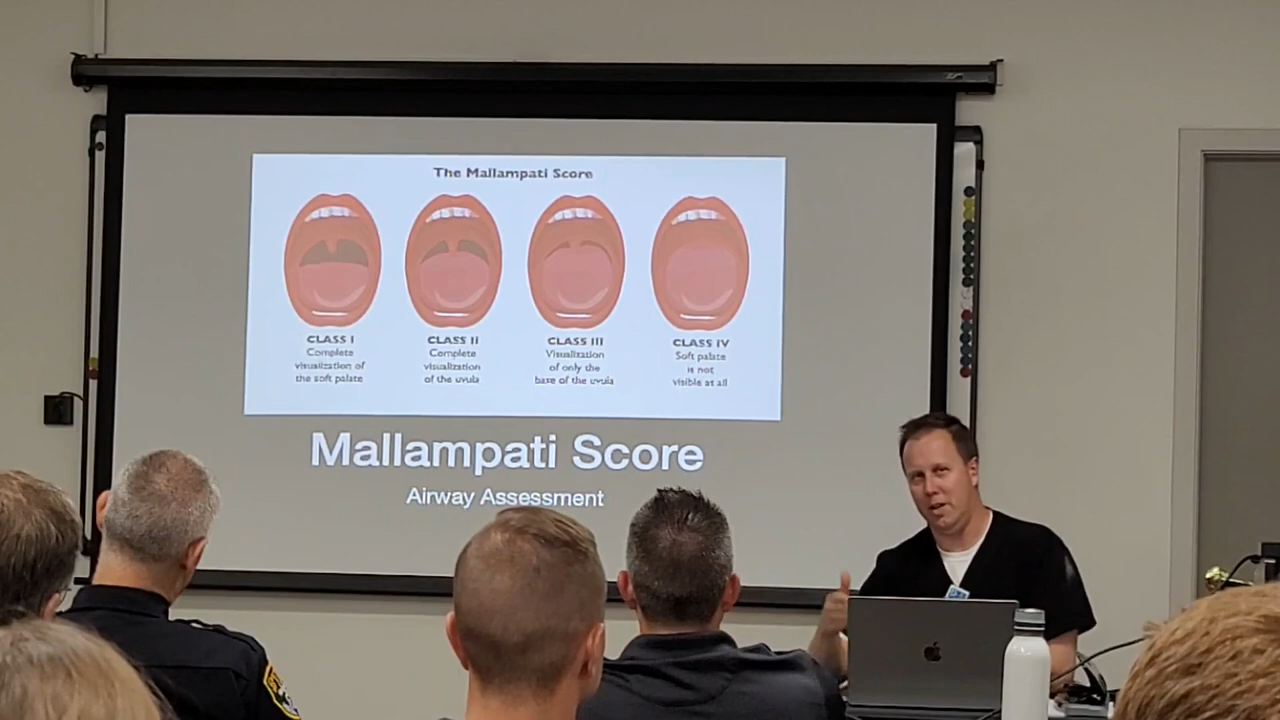 The Mallampati Score
CLASS I
Complete
visualization of
the soft palate
CLASS II
Complete
visualization
of the uvula
CLASS III
Visualization
of only the
base of the uvula
CLASS IV
Soft palate
is not
visible at all
Mallampati Score
Airway Assessment